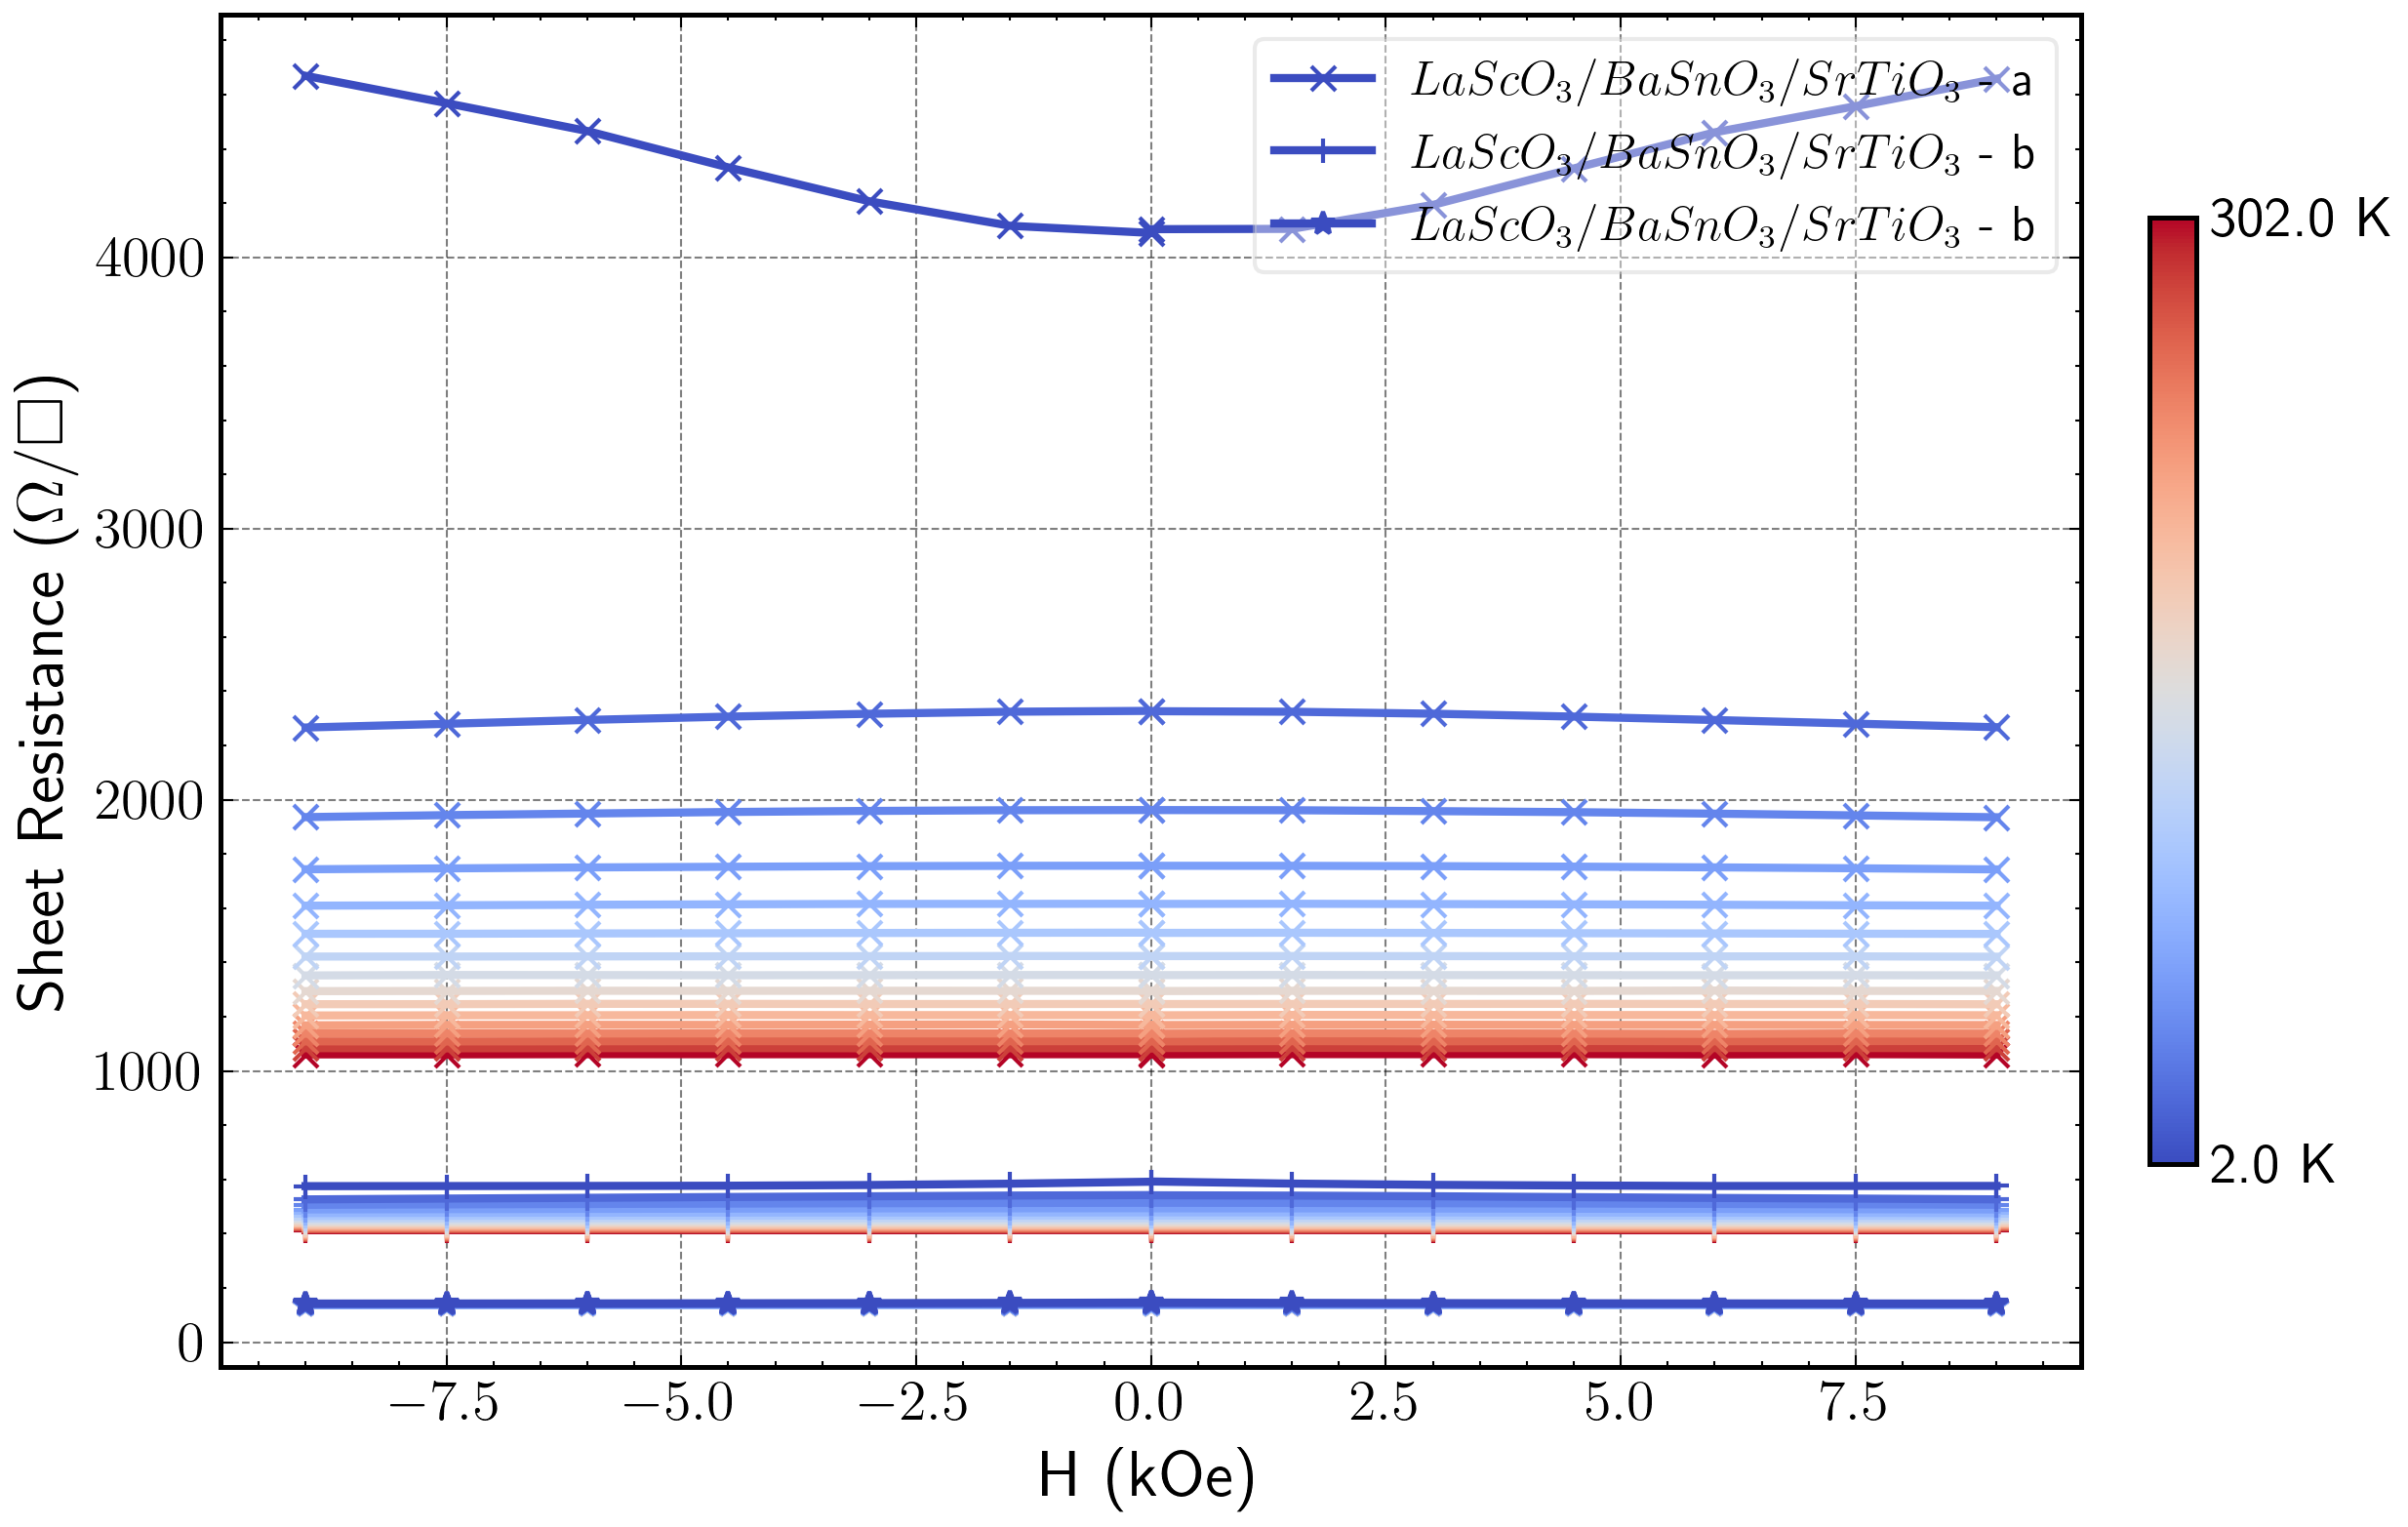 LaScO₃/BaSnO₃/SrTiO₃ - a
LaScO₃/BaSnO₃/SrTiO₃ - b
LaScO₃/BaSnO₃/SrTiO₃ - b
Sheet Resistance (Ω/□)
4000
3000
2000
1000
0
−7.5 −5.0 −2.5 0.0 2.5 5.0 7.5
H (kOe)
302.0 K
2.0 K